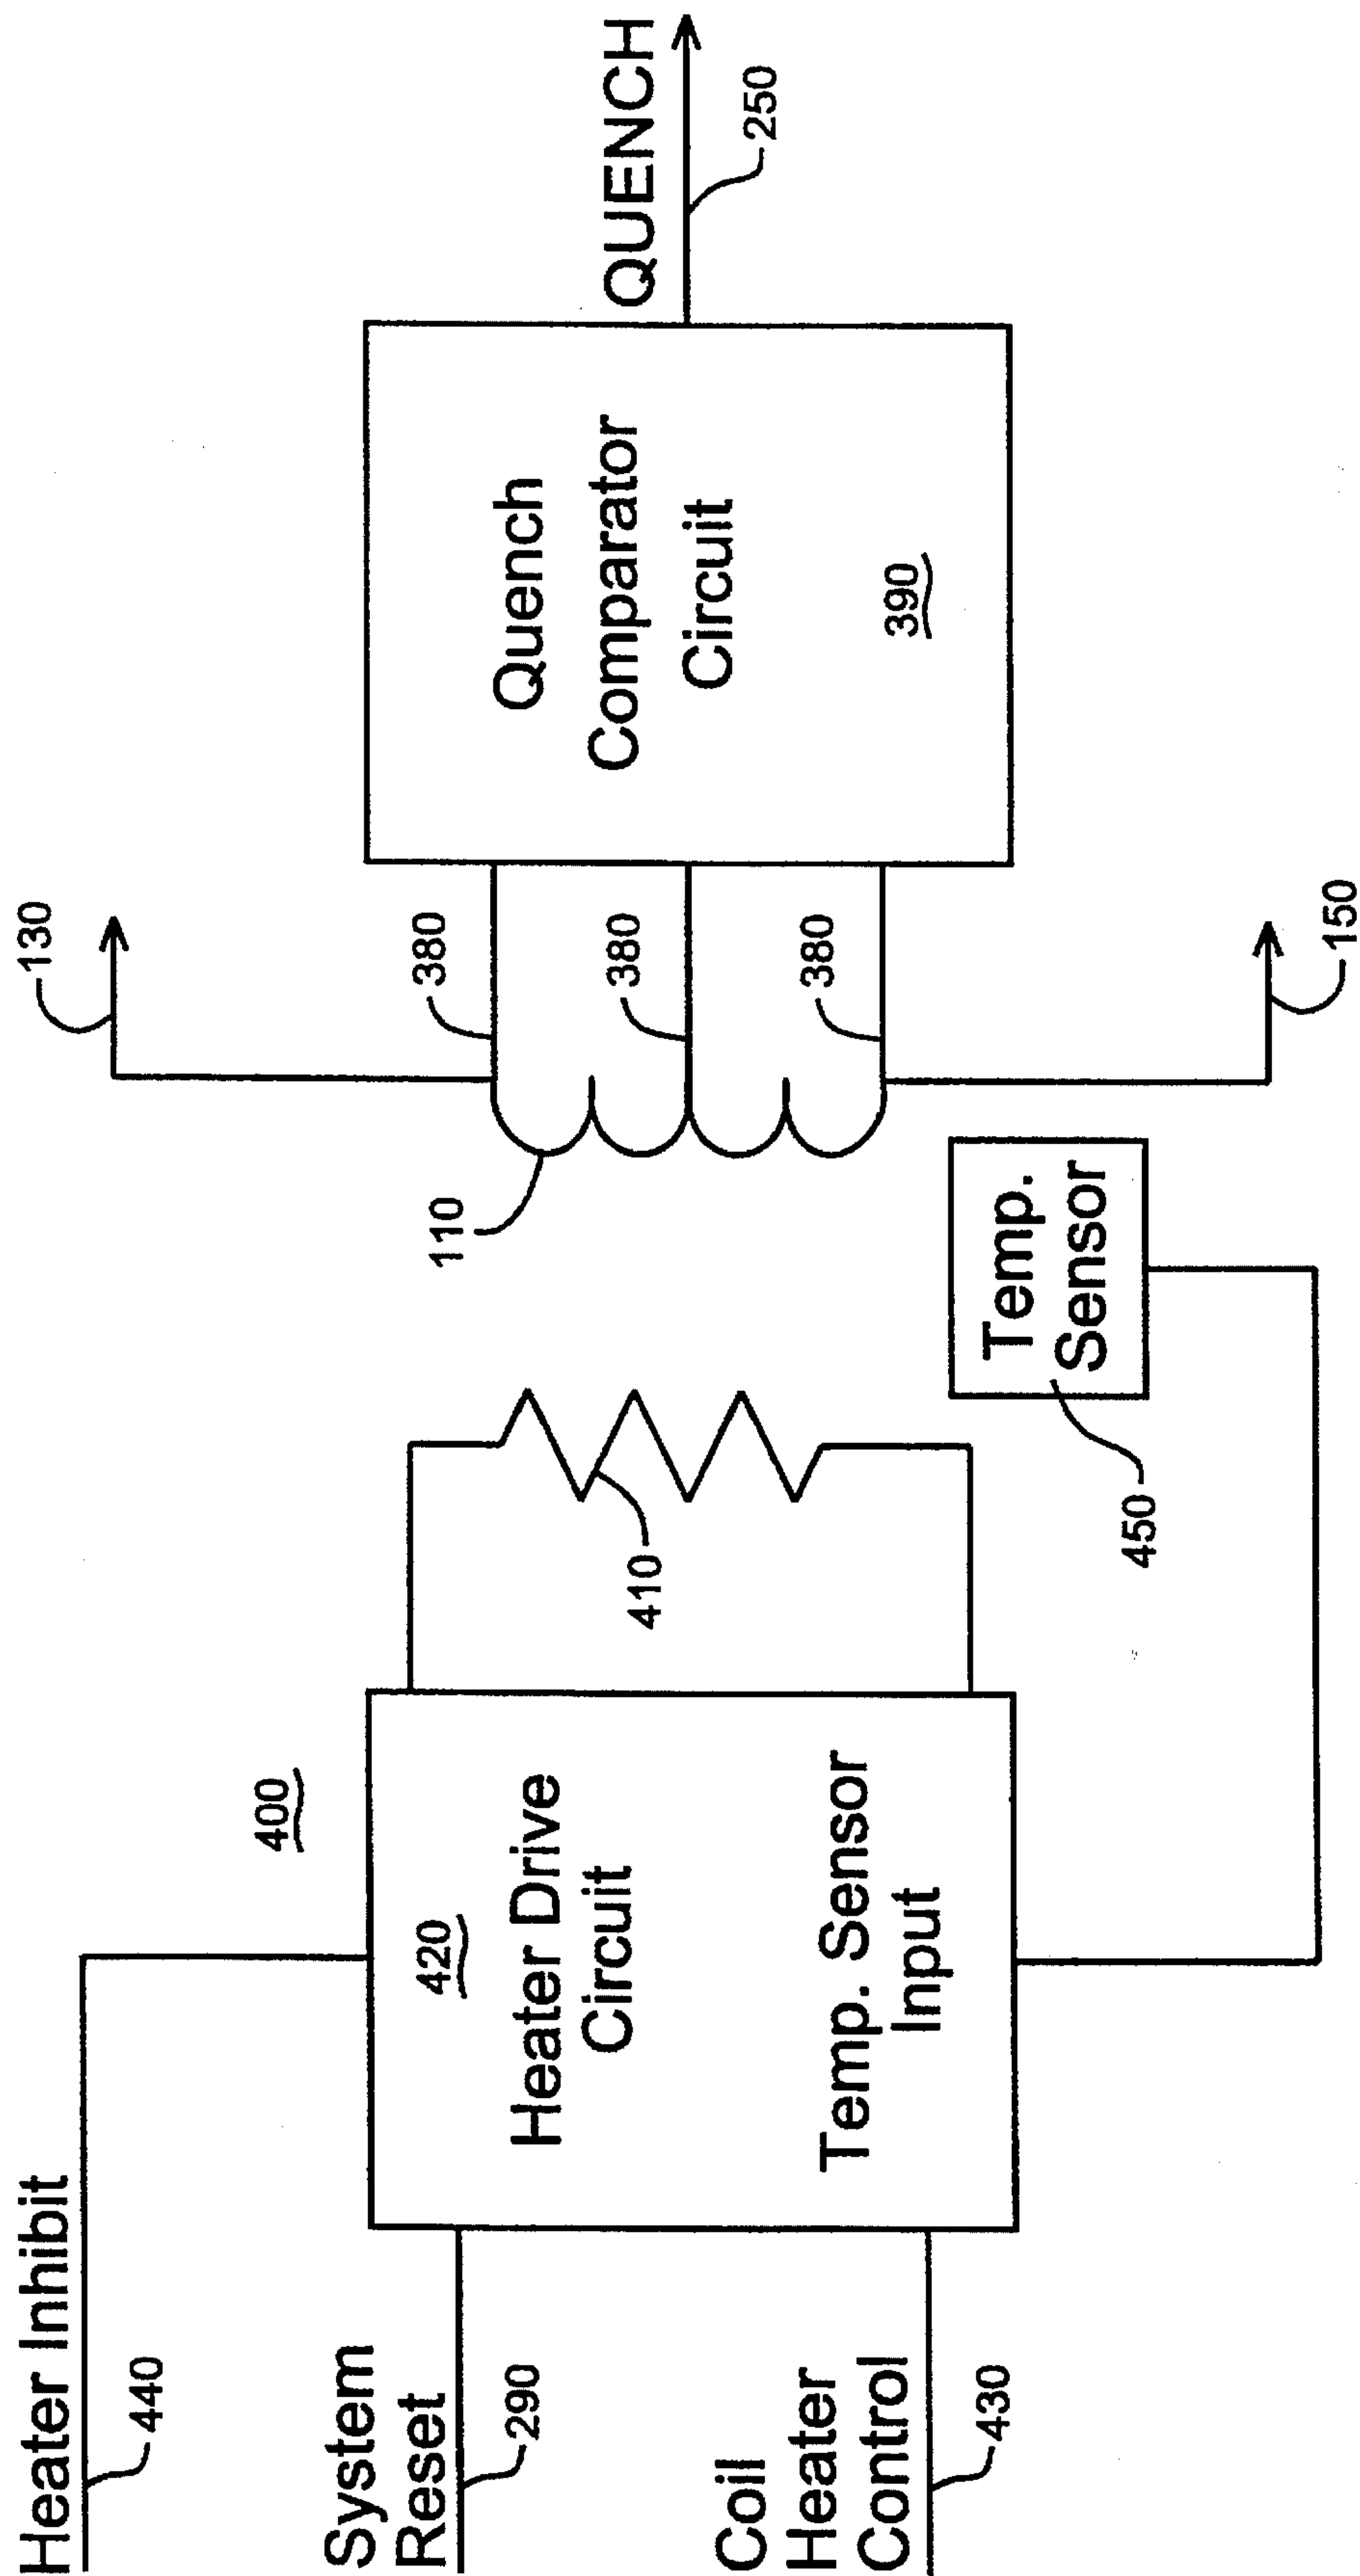 Heater Inhibit
440
System
Reset
290
Coil
Heater
Control
430
400
420
Heater Drive
Circuit
Temp. Sensor
Input
410
450
Temp.
Sensor
110
130
380
380
380
150
Quench
Comparator
Circuit
390
QUENCH
250